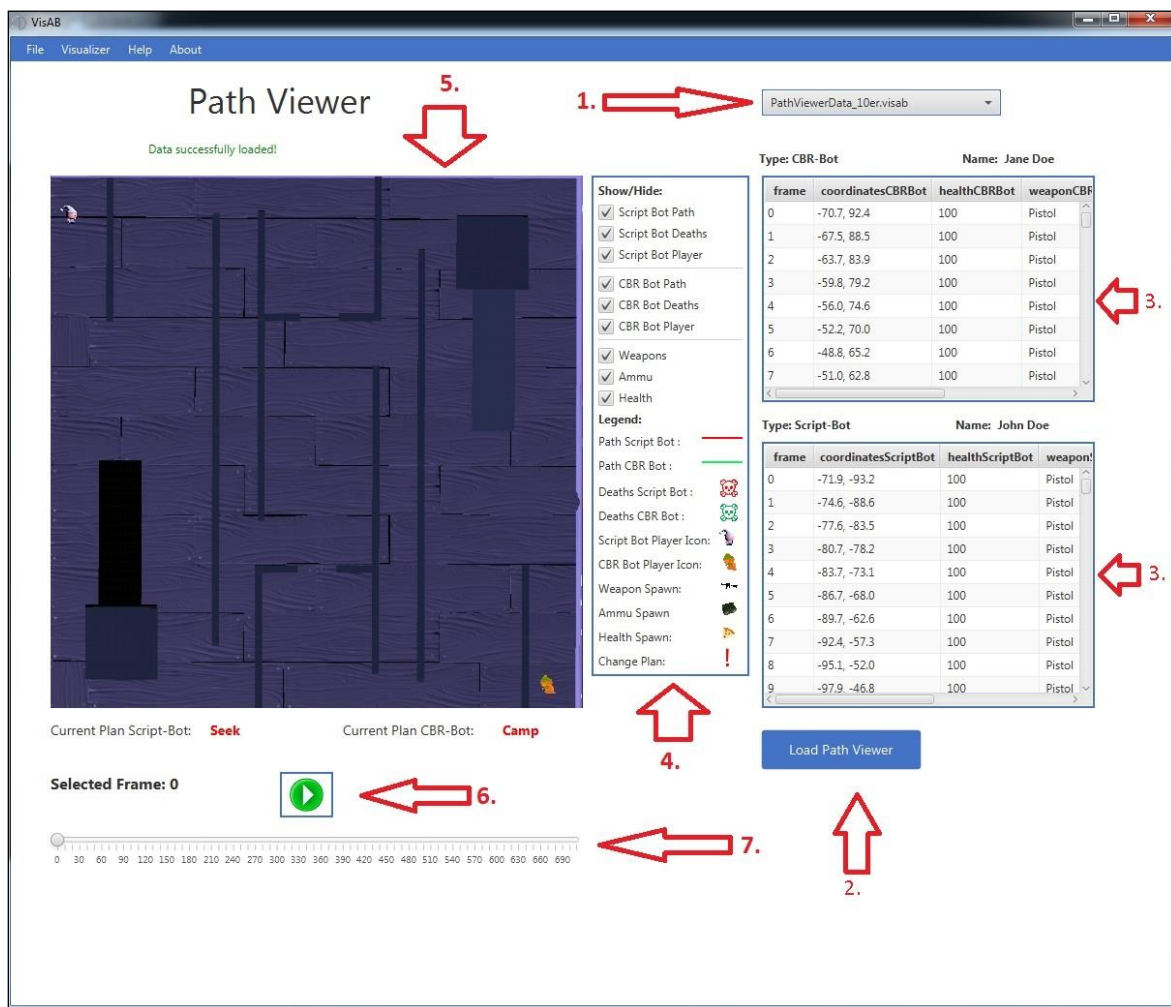 VisAB
File Visualizer Help About
Path Viewer
5.
1.
PathViewerData_10er.visab
Data successfully loaded!
Type: CBR-Bot Name: Jane Doe
frame coordinatesCBRBot healthCBRBot weaponCBR
0 -70.7, 92.4 100 Pistol
1 -67.5, 88.5 100 Pistol
2 -63.7, 83.9 100 Pistol
3 -59.8, 79.2 100 Pistol
4 -56.0, 74.6 100 Pistol
5 -52.2, 70.0 100 Pistol
6 -48.8, 65.2 100 Pistol
7 -51.0, 62.8 100 Pistol
3.
Show/Hide:
Script Bot Path
Script Bot Deaths
Script Bot Player
CBR Bot Path
CBR Bot Deaths
CBR Bot Player
Weapons
Ammu
Health
Legend:
Path Script Bot :
Path CBR Bot :
Deaths Script Bot :
Deaths CBR Bot :
Script Bot Player Icon:
CBR Bot Player Icon:
Weapon Spawn:
Ammu Spawn
Health Spawn:
Change Plan: !
4.
Type: Script-Bot Name: John Doe
frame coordinatesScriptBot healthScriptBot weaponS
0 -71.9, -93.2 100 Pistol
1 -74.6, -88.6 100 Pistol
2 -77.6, -83.5 100 Pistol
3 -80.7, -78.2 100 Pistol
4 -83.7, -73.1 100 Pistol
5 -86.7, -68.0 100 Pistol
6 -89.7, -62.6 100 Pistol
7 -92.4, -57.3 100 Pistol
8 -95.1, -52.0 100 Pistol
9 -97.9, -46.8 100 Pistol
3.
Current Plan Script-Bot: Seek Current Plan CBR-Bot: Camp
Load Path Viewer
2.
Selected Frame: 0
6.
7.
0 30 60 90 120 150 180 210 240 270 300 330 360 390 420 450 480 510 540 570 600 630 660 690